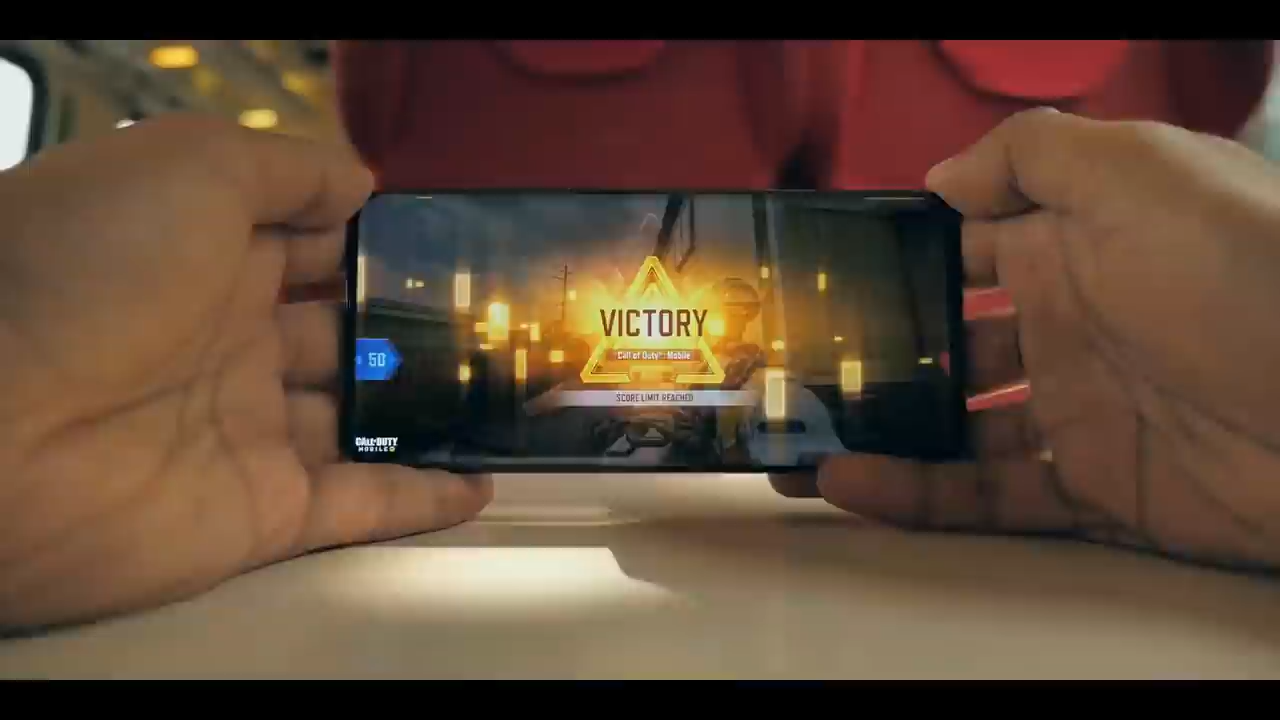 VICTORY
Call of Duty®: Mobile
50
SCORE LIMIT REACHED
CALL OF DUTY
MOBILE